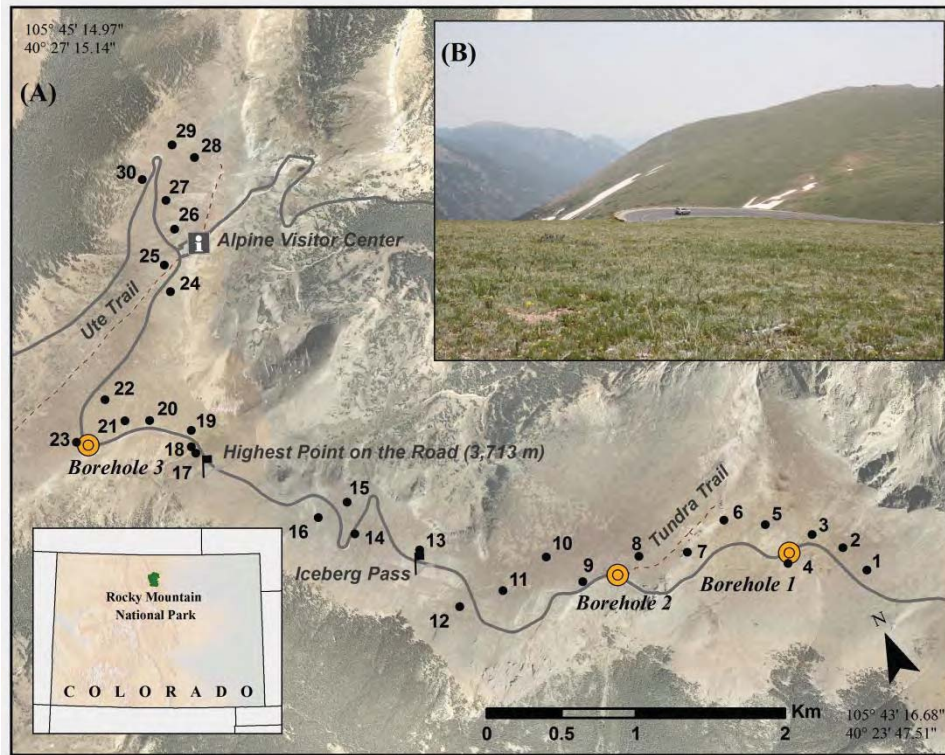 105° 45' 14.97"
40° 27' 15.14"
(A)
(B)
29
28
30
27
26
Alpine Visitor Center
25
24
Ute Trail
22
21
20
19
23
18
17
Borehole 3
Highest Point on the Road (3,713 m)
15
16
14
13
Iceberg Pass
12
11
10
9
8
Borehole 2
Tundra Trail
7
6
5
Borehole 1
4
3
2
1
Rocky Mountain
National Park
COLORADO
N
Km
0 0.5 1 2
105° 43' 16.68"
40° 23' 47.51"